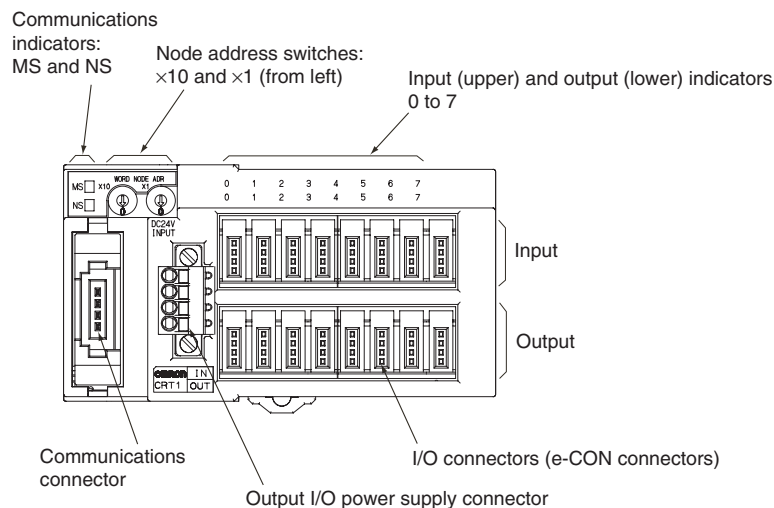 Communications
indicators:
MS and NS
Node address switches:
×10 and ×1 (from left)
Input (upper) and output (lower) indicators
0 to 7
MS
x10
WORD NODE ADR
x1
NS
0
0
0 1 2 3 4 5 6 7
0 1 2 3 4 5 6 7
DC24V
INPUT
Input
Output
OMRON IN
CRT1 OUT
Communications
connector
I/O connectors (e-CON connectors)
Output I/O power supply connector